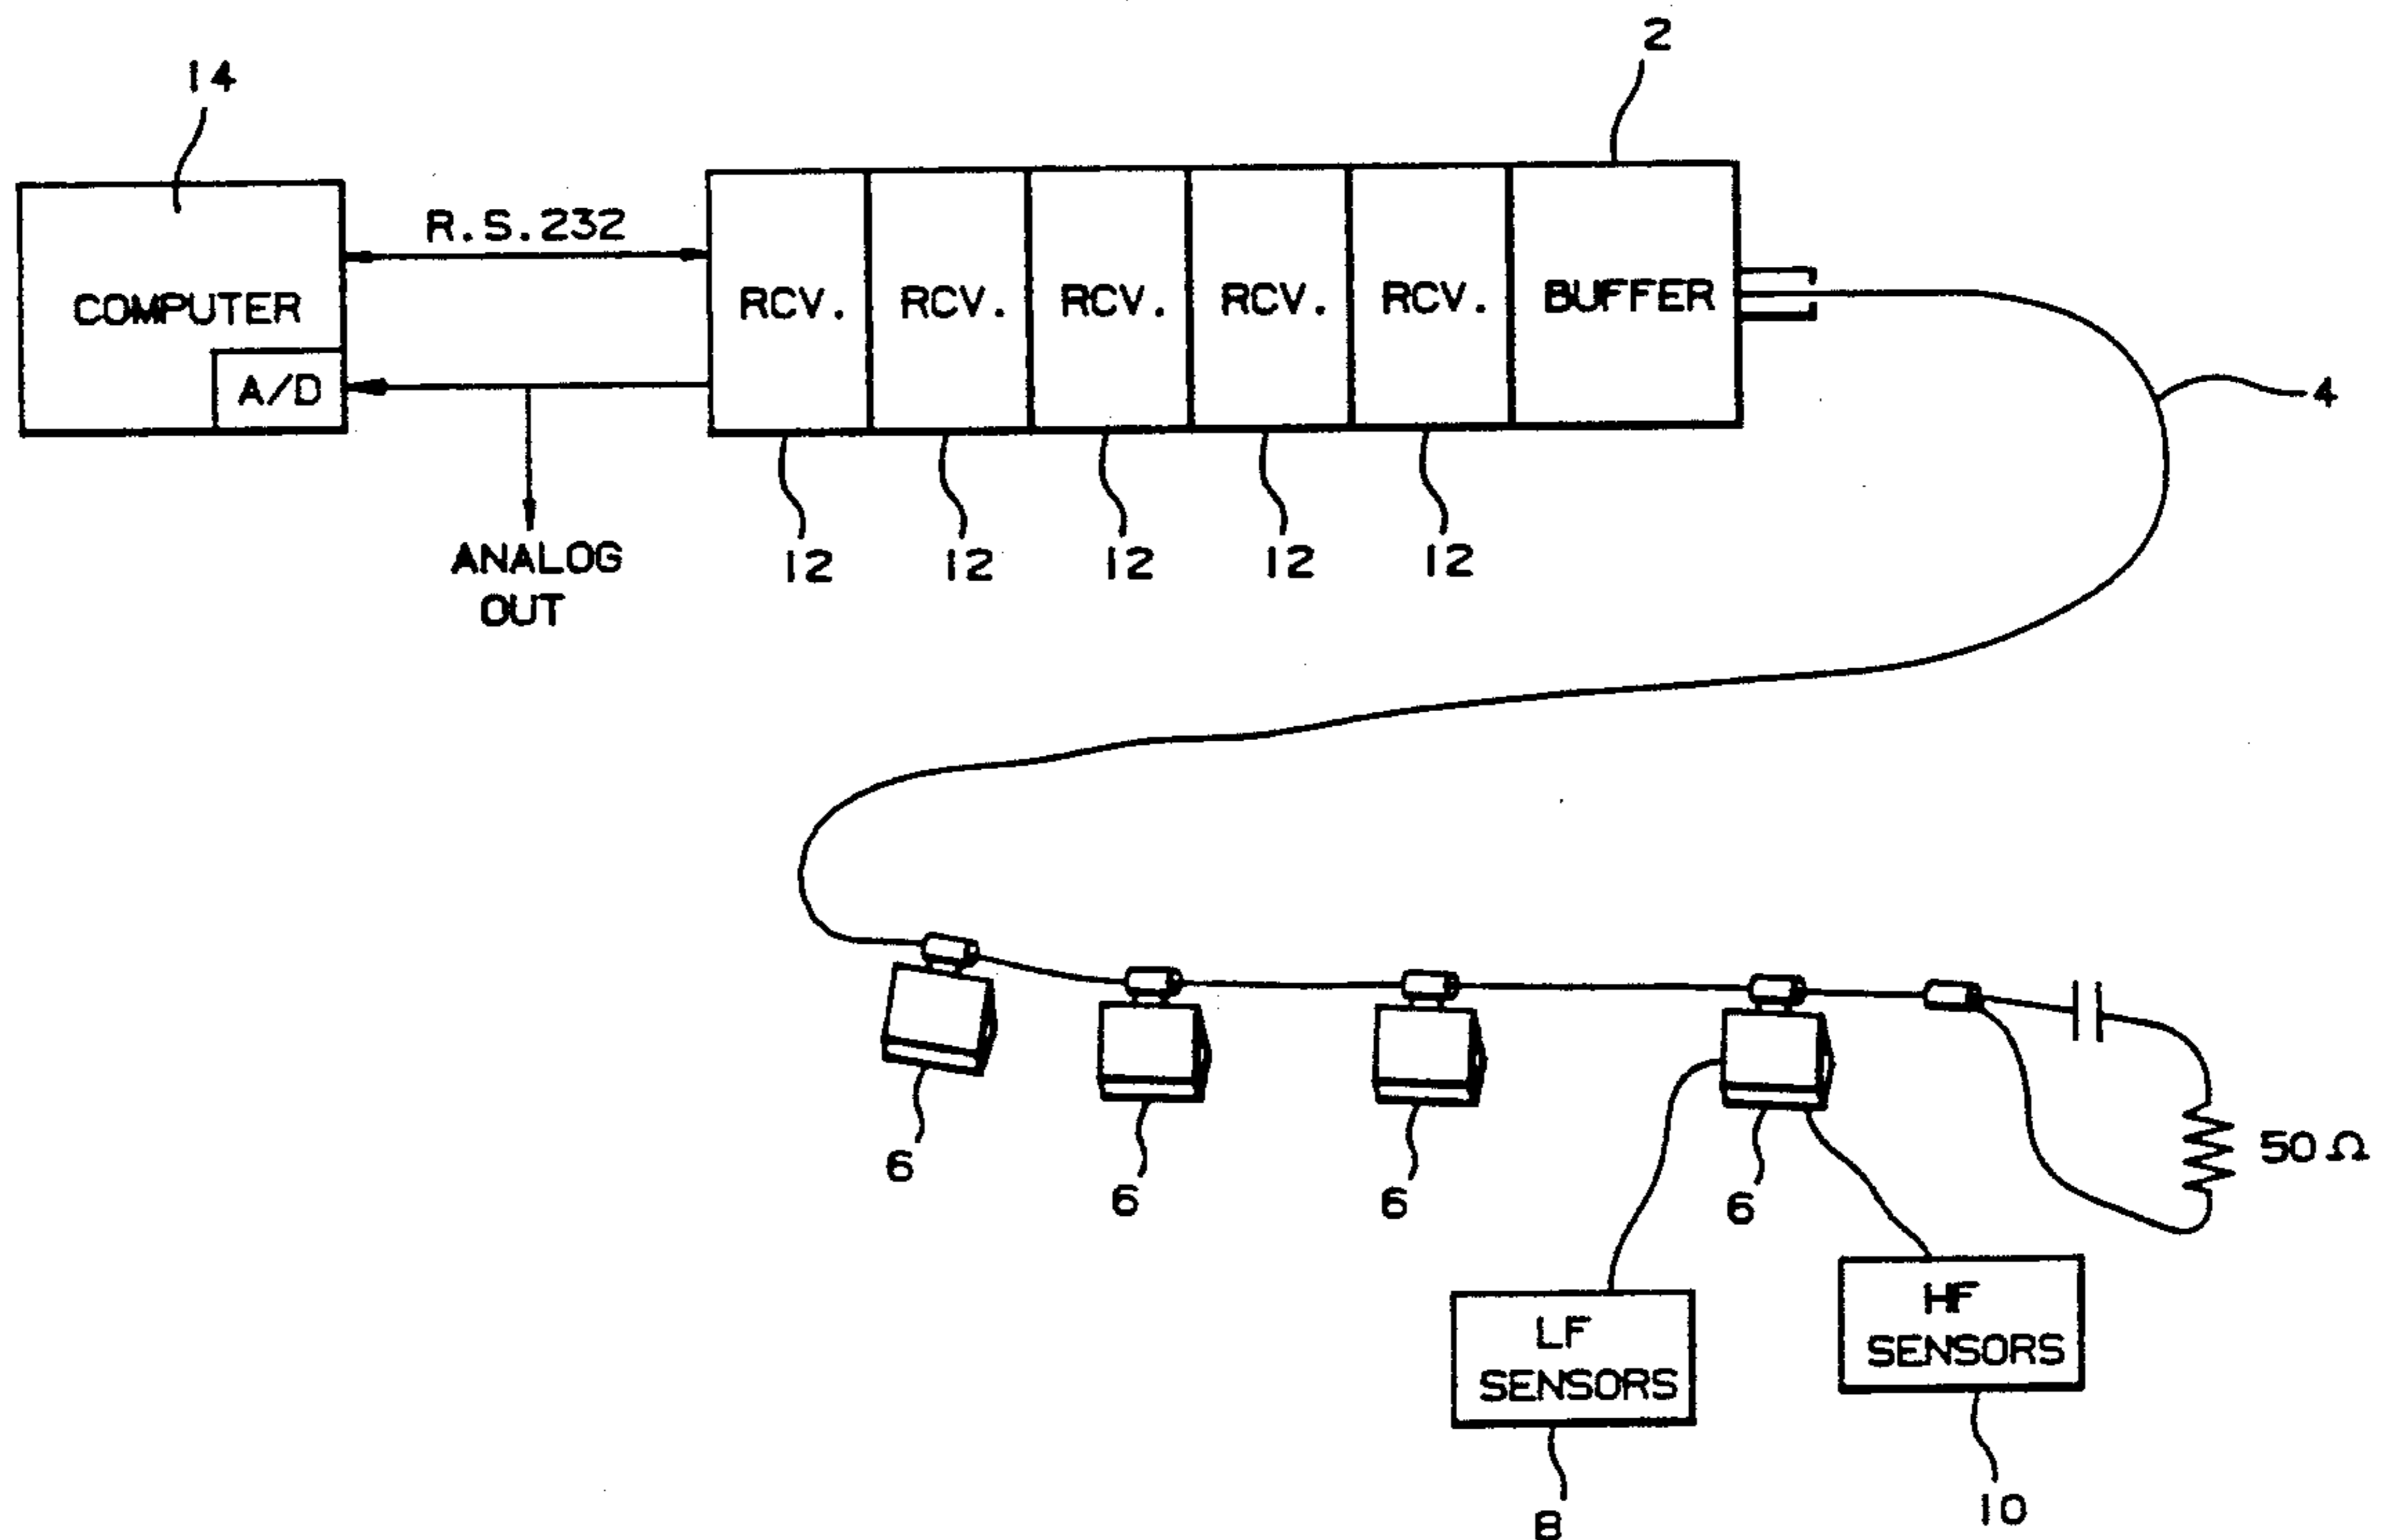 2
14
R.S.232
COMPUTER
A/D
RCV.
RCV.
RCV.
RCV.
RCV.
BUFFER
4
ANALOG
OUT
12
12
12
12
12
6
6
6
6
50 Ω
LF
SENSORS
HF
SENSORS
8
10